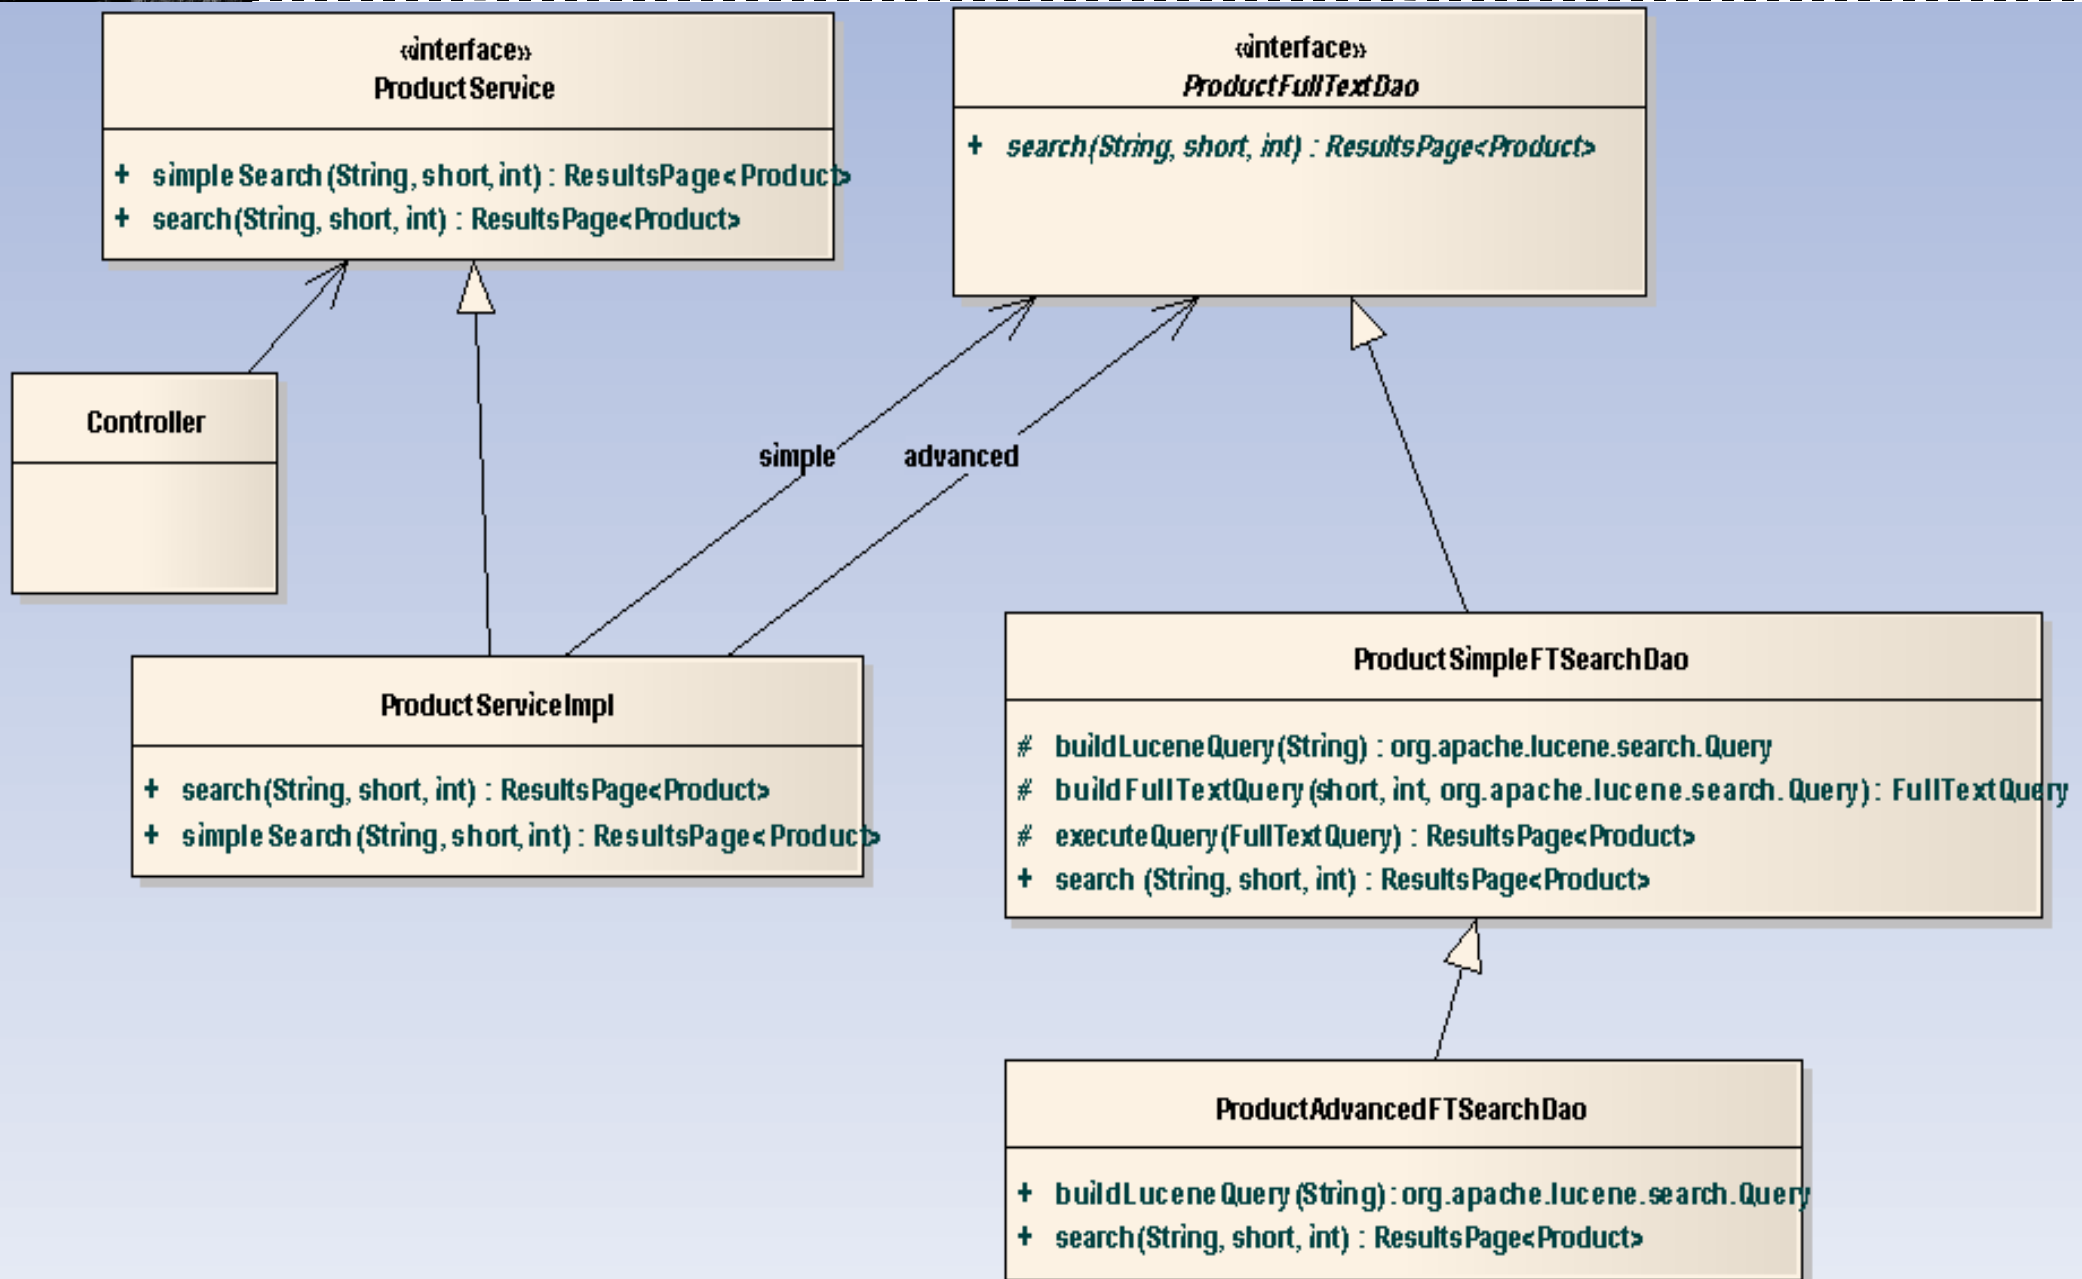 «interface»
ProductService
+ simpleSearch(String, short, int) : ResultsPage<Product>
+ search(String, short, int) : ResultsPage<Product>
«interface»
ProductFullTextDao
+ search(String, short, int) : ResultsPage<Product>
Controller
simple
advanced
ProductServiceImpl
+ search(String, short, int) : ResultsPage<Product>
+ simpleSearch(String, short, int) : ResultsPage<Product>
ProductSimpleFTSearchDao
# buildLuceneQuery(String) : org.apache.lucene.search.Query
# buildFullTextQuery(short, int, org.apache.lucene.search.Query) : FullTextQuery
# executeQuery(FullTextQuery) : ResultsPage<Product>
+ search (String, short, int) : ResultsPage<Product>
ProductAdvancedFTSearchDao
+ buildLuceneQuery(String) : org.apache.lucene.search.Query
+ search(String, short, int) : ResultsPage<Product>